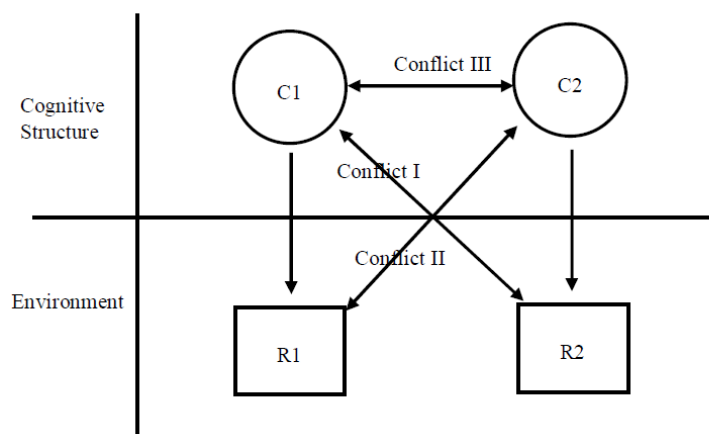 Conflict III
C1
C2
Cognitive
Structure
Conflict I
Conflict II
Environment
R1
R2